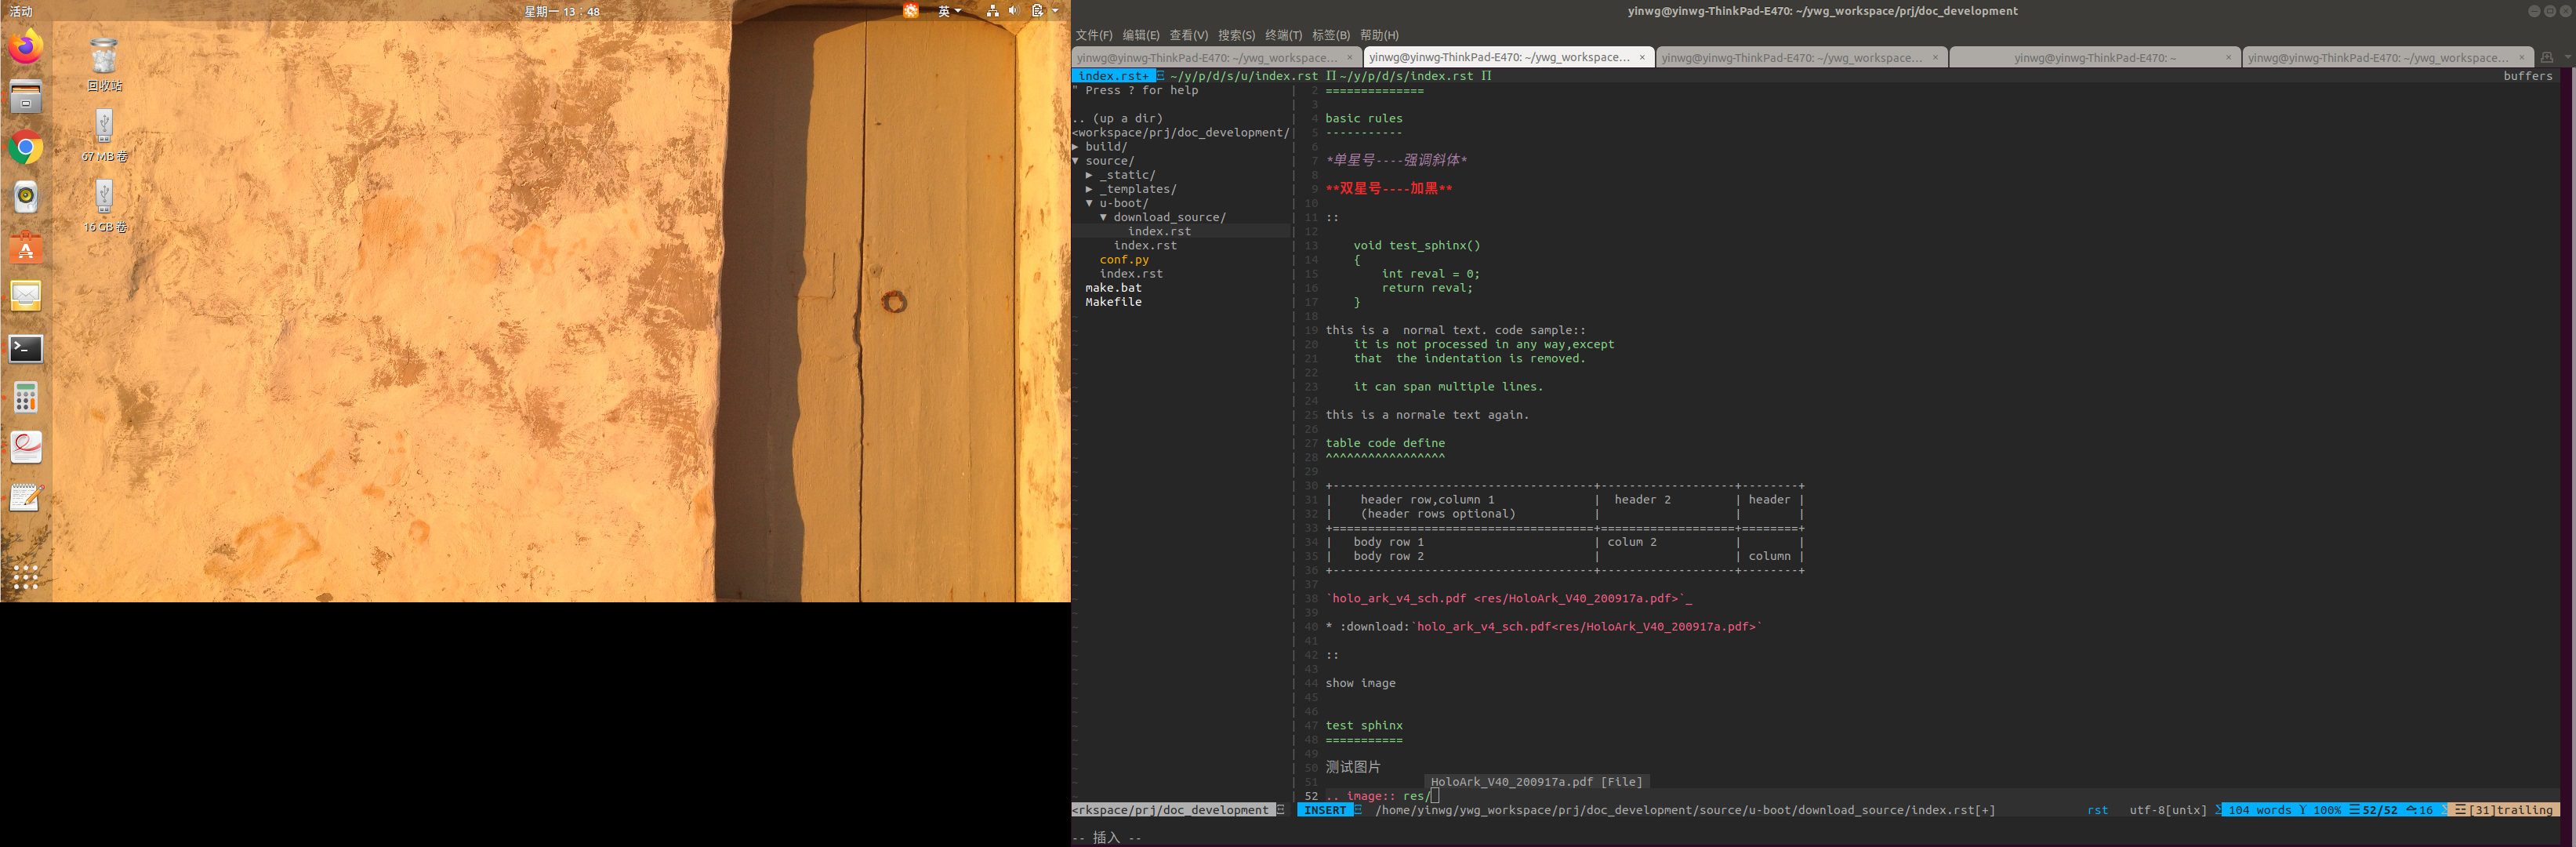 活动
星期一 13：48
英
回收站
67 MB 卷
16 GB 卷
yinwg@yinwg-ThinkPad-E470: ~/ywg_workspace/prj/doc_development
文件(F) 编辑(E) 查看(V) 搜索(S) 终端(T) 标签(B) 帮助(H)
yinwg@yinwg-ThinkPad-E470: ~/ywg_workspace… × yinwg@yinwg-ThinkPad-E470: ~/ywg_workspace… × yinwg@yinwg-ThinkPad-E470: ~/ywg_workspace… × yinwg@yinwg-ThinkPad-E470: ~ × yinwg@yinwg-ThinkPad-E470: ~/ywg_workspace… ×
index.rst+ ~/y/p/d/s/u/index.rst ~/y/p/d/s/index.rst buffers
" Press ? for help
.. (up a dir)
<workspace/prj/doc_development/
▶ build/
▼ source/
▶ _static/
▶ _templates/
▼ u-boot/
▼ download_source/
index.rst
index.rst
conf.py
index.rst
make.bat
Makefile
<rkspace/prj/doc_development
2 ==============
3
4 basic rules
5 -----------
6
7 *单星号----强调斜体*
8
9 **双星号----加黑**
10
11 ::
12
13 void test_sphinx()
14 {
15 int reval = 0;
16 return reval;
17 }
18
19 this is a  normal text. code sample::
20 it is not processed in any way,except
21 that  the indentation is removed.
22
23 it can span multiple lines.
24
25 this is a normale text again.
26
27 table code define
28 ^^^^^^^^^^^^^^^^^
29
30 +-------------------------------------+-------------------+--------+
31 |    header row,column 1              |  header 2         | header |
32 |    (header rows optional)           |                   |        |
33 +=====================================+===================+========+
34 |   body row 1                        | colum 2           |        |
35 |   body row 2                        |                   | column |
36 +-------------------------------------+-------------------+--------+
37
38 `holo_ark_v4_sch.pdf <res/HoloArk_V40_200917a.pdf>`_
39
40 * :download:`holo_ark_v4_sch.pdf<res/HoloArk_V40_200917a.pdf>`
41
42 ::
43
44 show image
45
46
47 test sphinx
48 ===========
49
50 测试图片
51 HoloArk_V40_200917a.pdf [File]
52 .. image:: res/
INSERT /home/yinwg/ywg_workspace/prj/doc_development/source/u-boot/download_source/index.rst[+] rst utf-8[unix] 104 words 100% 52/52 :16 [31]trailing
-- 插入 --